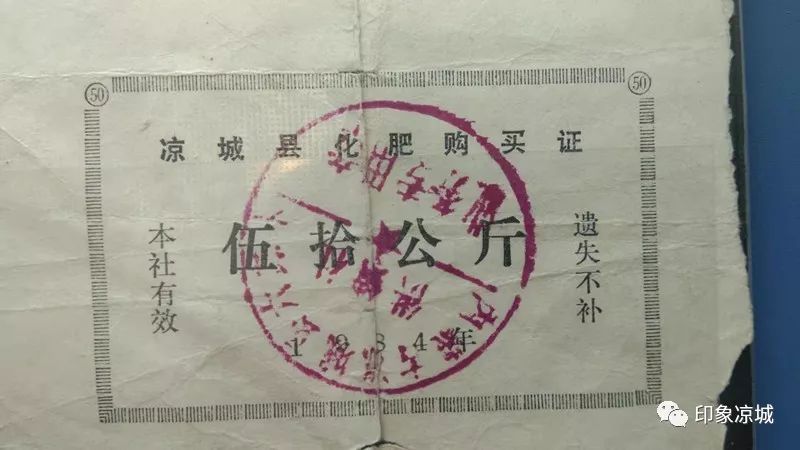 50 50
凉城县化肥购买证
伍拾公斤
本社有效
遗失不补
1984年
印象凉城